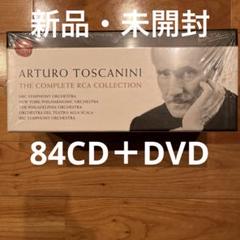 新品・未開封
ARTURO TOSCANINI
THE COMPLETE RCA COLLECTION
NBC SYMPHONY ORCHESTRA
NEW YORK PHILHARMONIC ORCHESTRA
THE PHILADELPHIA ORCHESTRA
ORCHESTRA DEL TEATRO ALLA SCALA
BBC SYMPHONY ORCHESTRA
84CD＋DVD